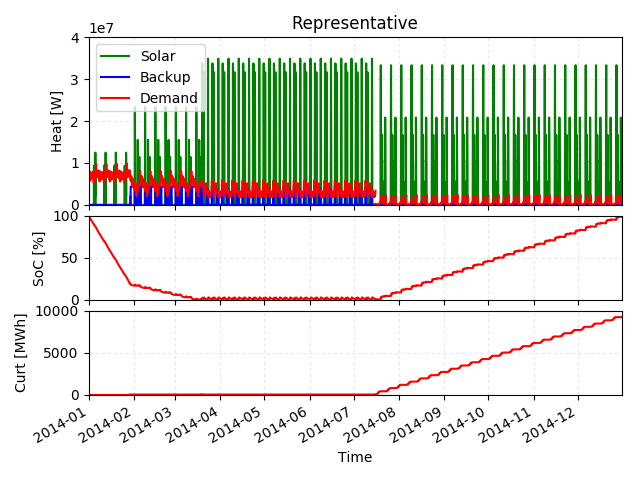 Representative
1e7
4
3
2
1
0
Heat [W]
Solar
Backup
Demand
100
50
0
SoC [%]
10000
5000
0
Curt [MWh]
2014-01
2014-02
2014-03
2014-04
2014-05
2014-06
2014-07
2014-08
2014-09
2014-10
2014-11
2014-12
Time